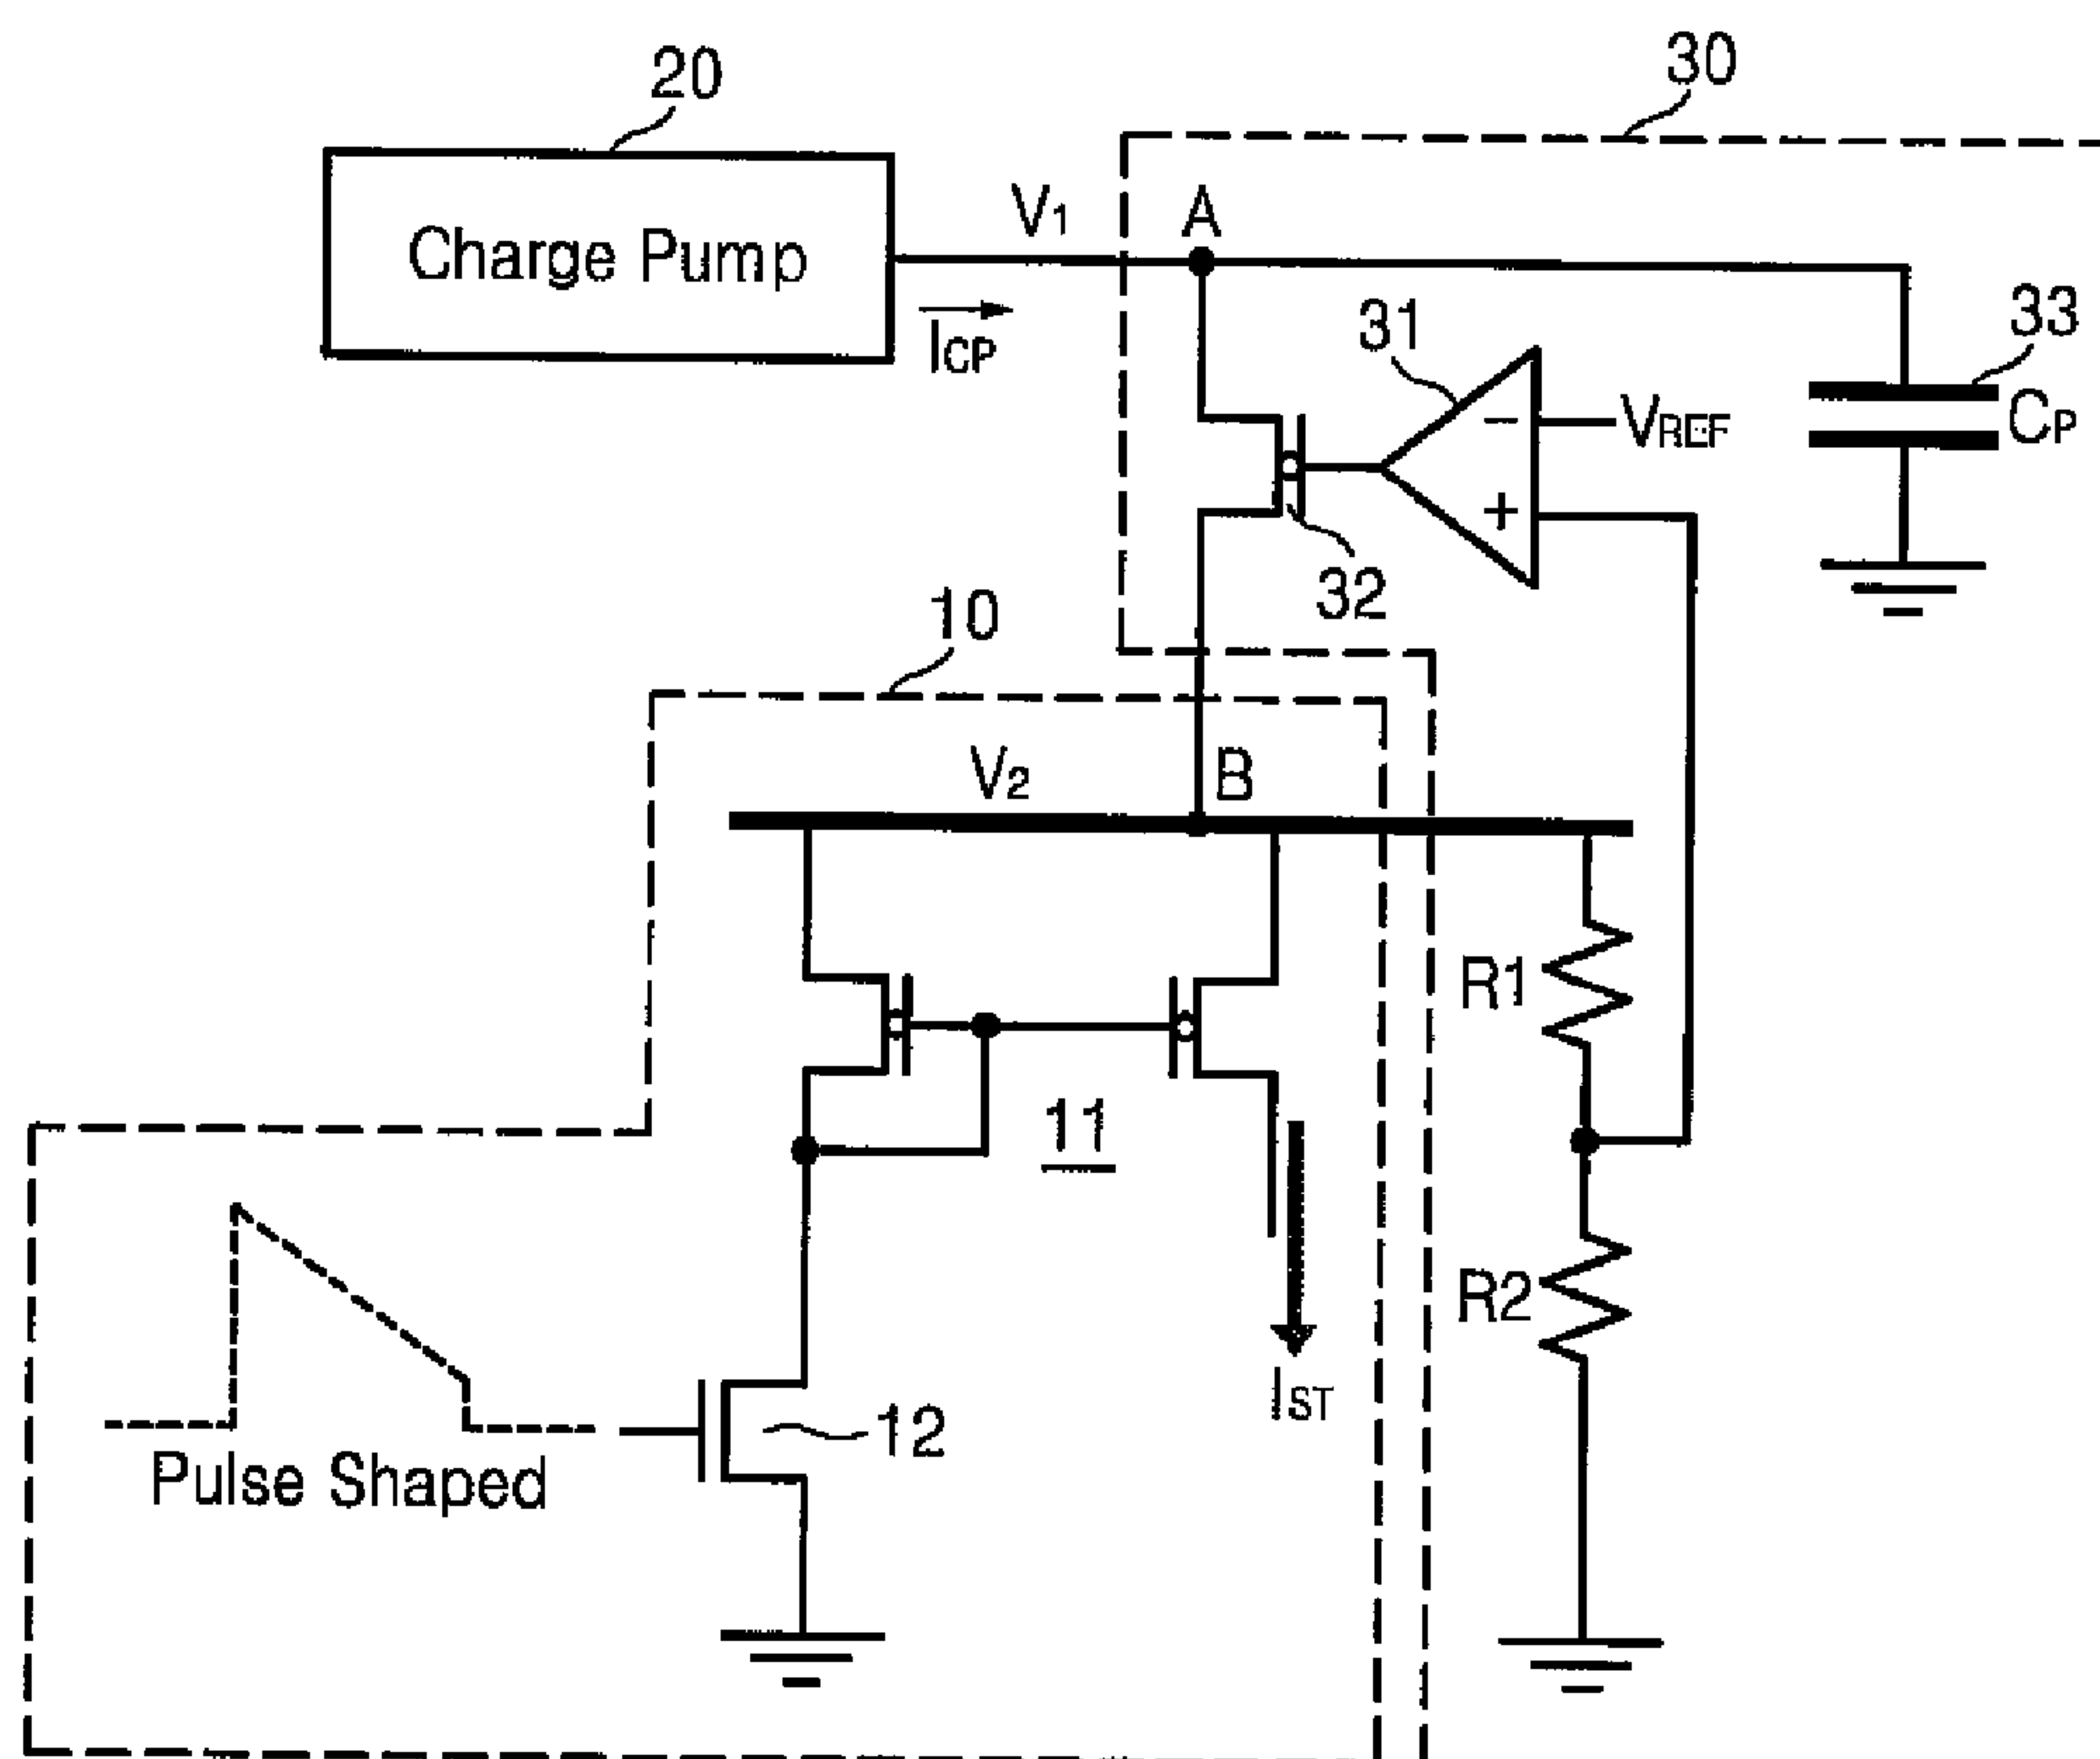 20
30
Charge Pump
V1
A
ICP
31
33
−
VREF
CP
+
32
10
V2
B
R1
11
R2
IST
12
Pulse Shaped